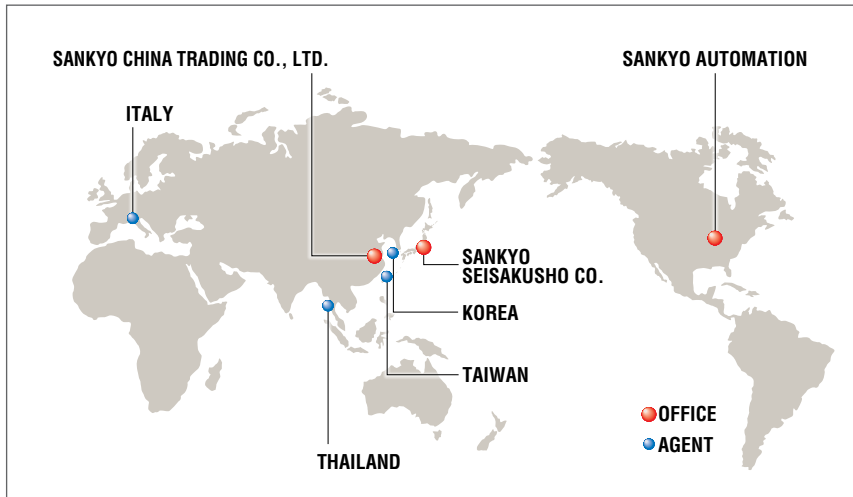 SANKYO CHINA TRADING CO., LTD.
SANKYO AUTOMATION
ITALY
SANKYO
SEISAKUSHO CO.
KOREA
TAIWAN
THAILAND
OFFICE
AGENT